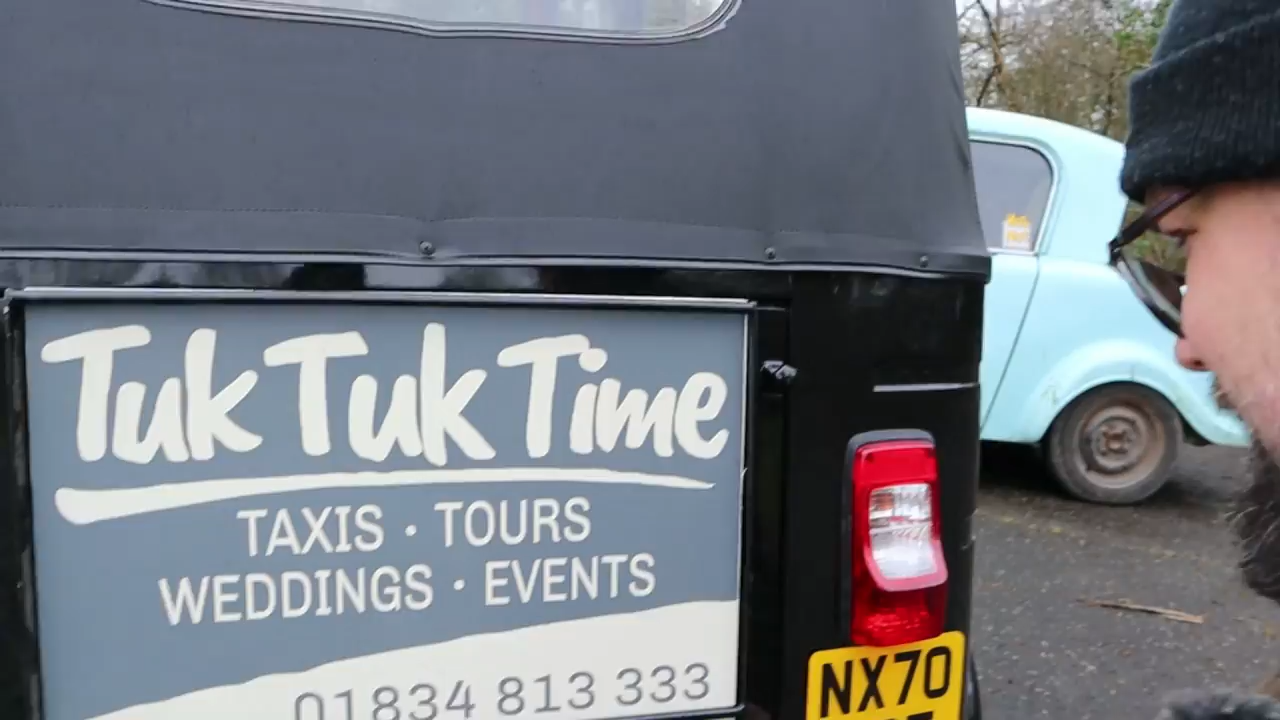 Tuk Tuk Time
TAXIS · TOURS
WEDDINGS · EVENTS
01834 813 333
NX70